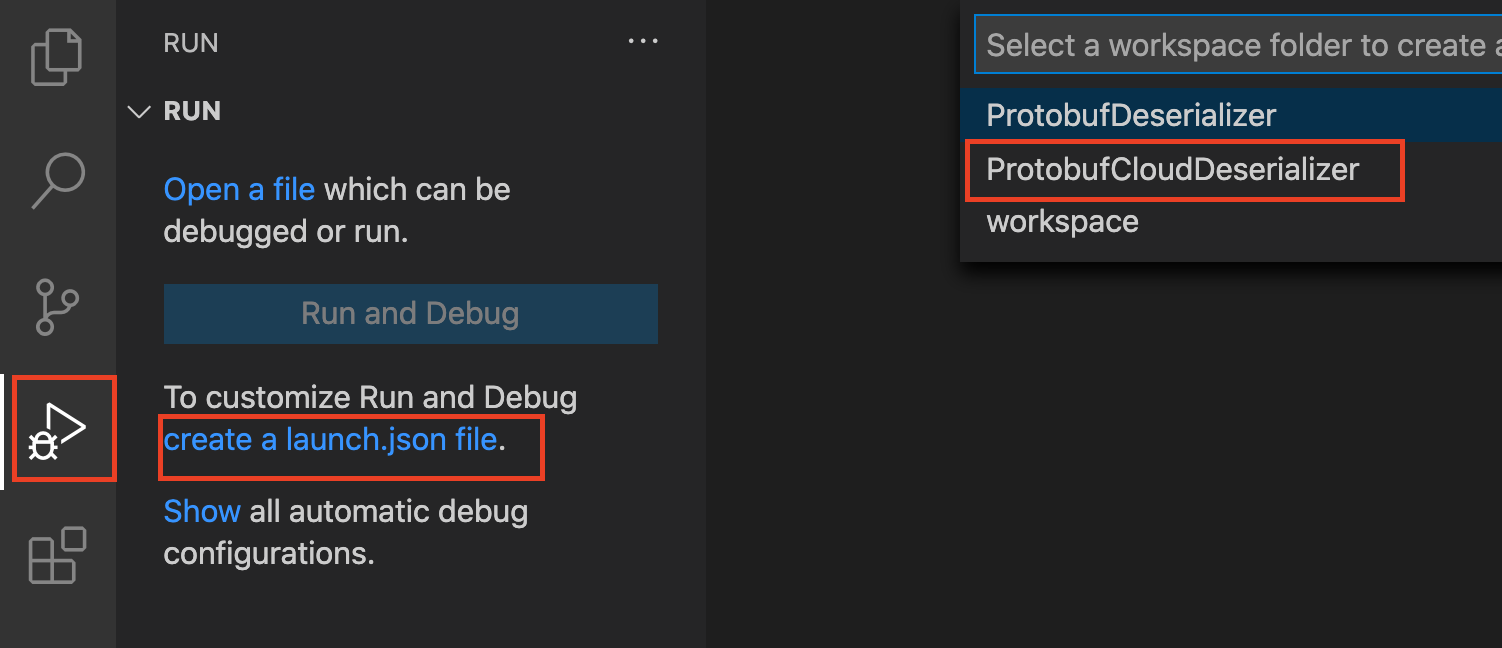 RUN
RUN
Open a file which can be
debugged or run.
Run and Debug
To customize Run and Debug
create a launch.json file.
Show all automatic debug
configurations.
Select a workspace folder to create a
ProtobufDeserializer
ProtobufCloudDeserializer
workspace